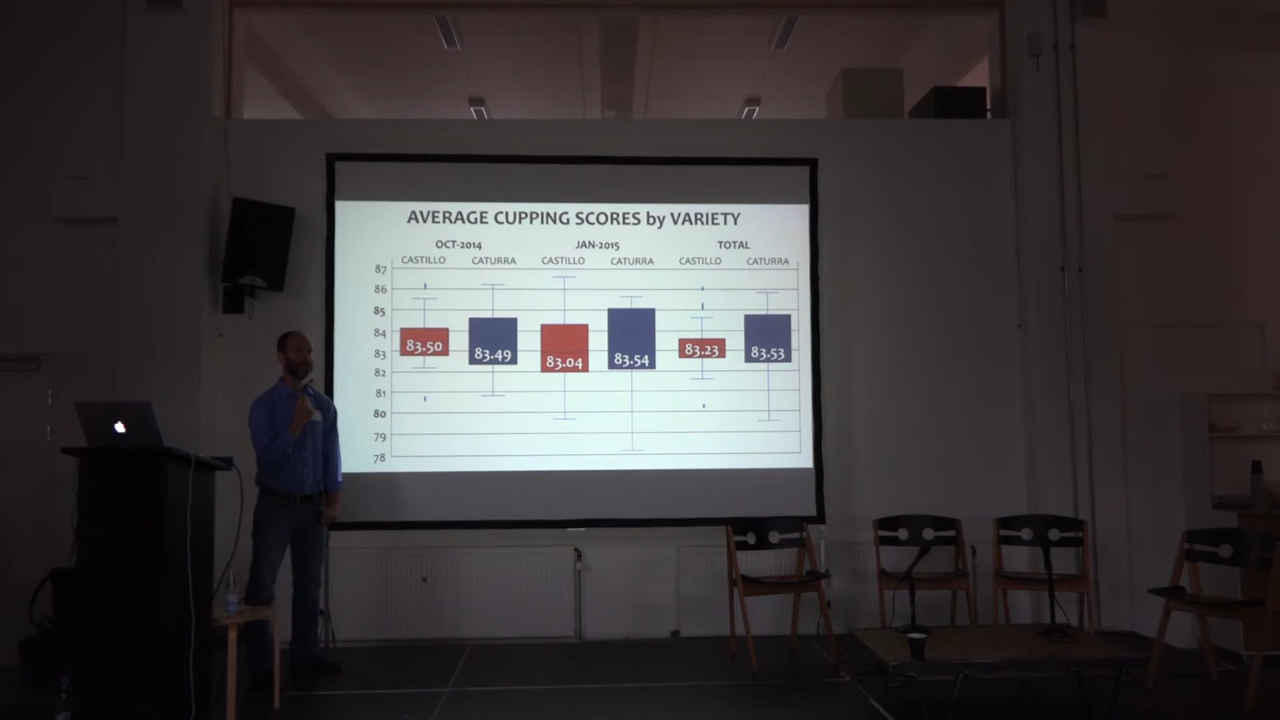 AVERAGE CUPPING SCORES by VARIETY
OCT-2014 JAN-2015 TOTAL
CASTILLO CATURRA CASTILLO CATURRA CASTILLO CATURRA
87
86
85
84
83
82
81
80
79
78
83.50 83.49 83.04 83.54 83.23 83.53